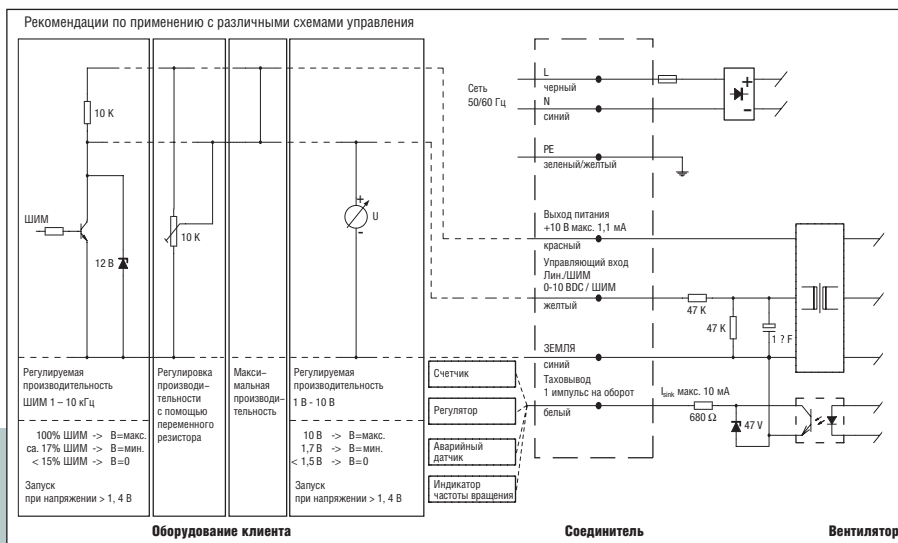 Рекомендации по применению с различными схемами управления
10 K
ШИМ
12 В
10 K
+
U
-
Регулируемая
производительность
ШИМ 1 – 10 кГц
100% ШИМ -> В=макс.
ca. 17% ШИМ -> В=мин.
< 15% ШИМ -> В=0
Запуск
при напряжении > 1, 4 В
Регулировка
производи-
тельности
с помощью
переменного
резистора
Макси-
мальная
производи-
тельность
Регулируемая
производительность
1 В - 10 В
10 В -> В=макс.
1,7 В -> В=мин.
< 1,5 В -> В=0
Запуск
при напряжении > 1, 4 В
Счетчик
Регулятор
Аварийный
датчик
Индикатор
частоты вращения
Сеть
50/60 Гц
L
черный
N
синий
PE
зеленый/желтый
Выход питания
+10 В макс. 1,1 мА
красный
Управляющий вход
Лин./ШИМ
0-10 BDC / ШИМ
желтый
ЗЕМЛЯ
синий
Таховывод
1 импульс на оборот
белый
+
-
47 K
47 K
1 ? F
Isink макс. 10 мА
680 Ω
47 V
Оборудование клиента
Соединитель
Вентилятор